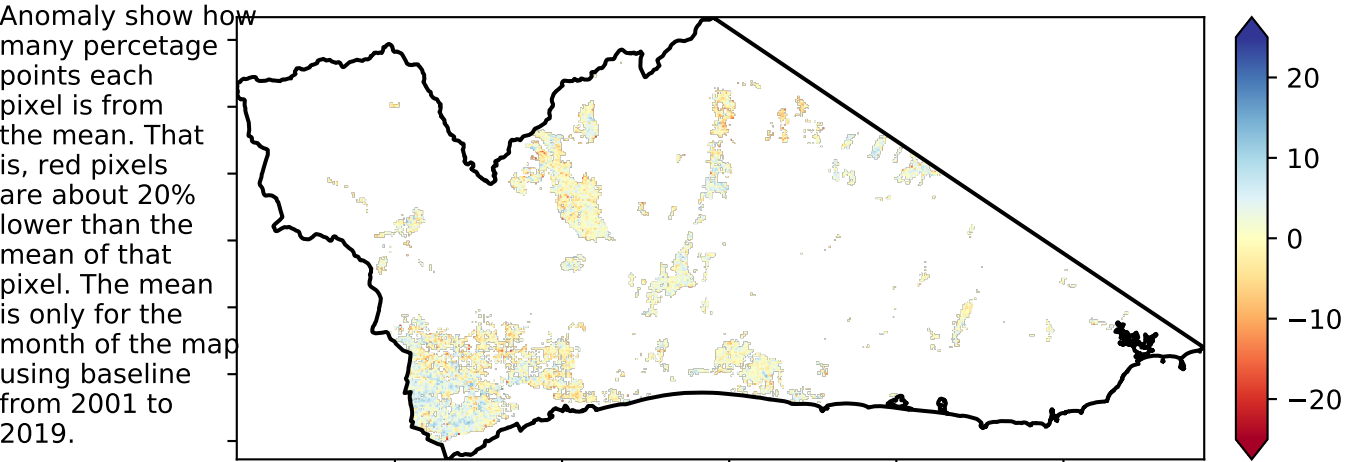 Anomaly show how
many percetage
points each
pixel is from
the mean. That
is, red pixels
are about 20%
lower than the
mean of that
pixel. The mean
is only for the
month of the map
using baseline
from 2001 to
2019.
20
10
0
−10
−20